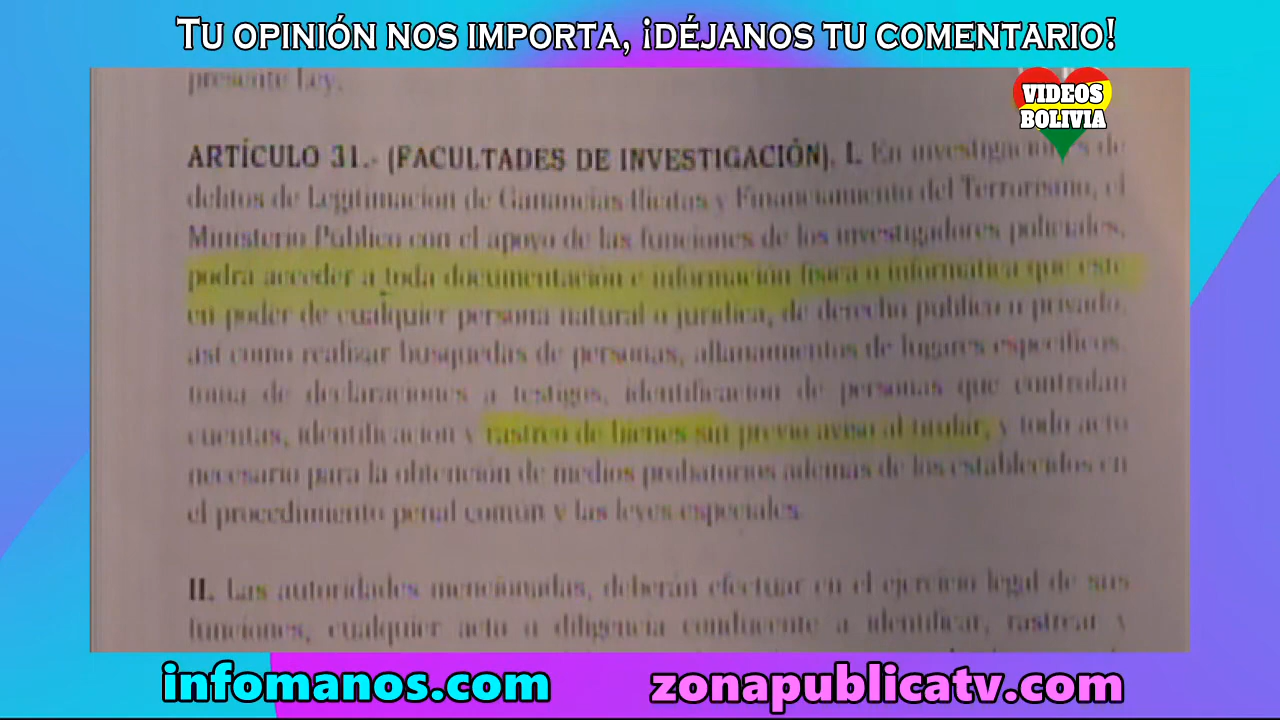 TU OPINIÓN NOS IMPORTA, ¡DÉJANOS TU COMENTARIO!
presente Ley.
VIDEOS
BOLIVIA
ARTÍCULO 31.- (FACULTADES DE INVESTIGACIÓN). I. En investigaciones de
delitos de Legitimación de Ganancias Ilícitas y Financiamiento del Terrorismo, el
Ministerio Público con el apoyo de las funciones de los investigadores policiales,
podrá acceder a toda documentación e información física o informática que esté
en poder de cualquier persona natural o jurídica, de derecho público o privado,
así como realizar búsquedas de personas, allanamientos de lugares específicos,
toma de declaraciones a testigos, identificación de personas que controlan
cuentas, identificación y rastreo de bienes sin previo aviso al titular, y todo acto
necesario para la obtención de medios probatorios además de los establecidos en
el procedimiento penal común y las leyes especiales.
II. Las autoridades mencionadas, deberán efectuar en el ejercicio legal de sus
funciones, cualquier acto o diligencia conducente a identificar, rastrear y
infomanos.com
zonapublicatv.com